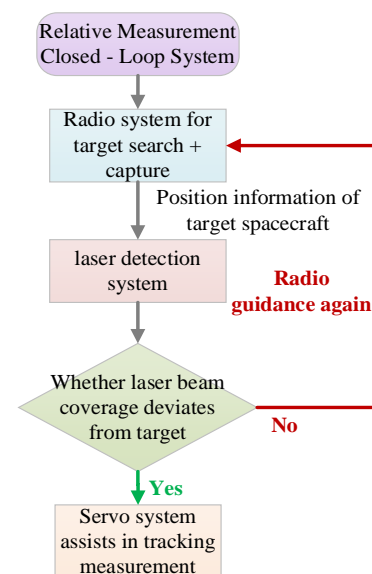 Relative Measurement
Closed - Loop System
Radio system for
target search +
capture
Position information of
target spacecraft
laser detection
system
Radio
guidance again
Whether laser beam
coverage deviates
from target
No
Yes
Servo system
assists in tracking
measurement